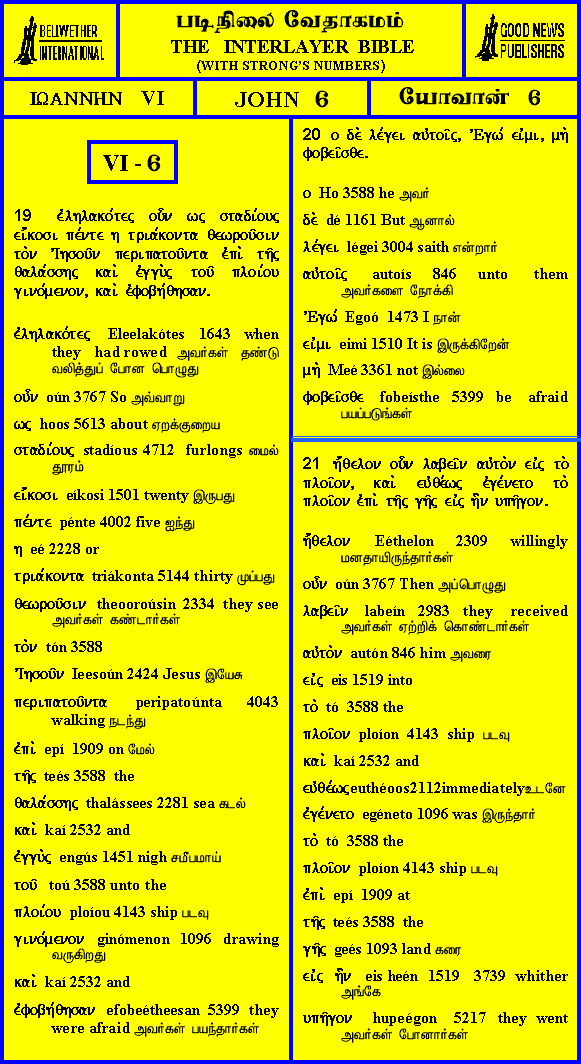 BELLWETHER
INTERNATIONAL
படிநிலை வேதாகமம்
THE INTERLAYER BIBLE
(WITH STRONG'S NUMBERS)
GOOD NEWS
PUBLISHERS
ΙΩΑΝΝΗΝ VI
JOHN 6
யோவான் 6
VI - 6
19 ἐληλακότες οὖν ως σταδίους
εἴκοσι πέντε η τριάκοντα θεωροῦσιν
τὸν Ἰησοῦν περιπατοῦντα ἐπὶ τῆς
θαλάσσης καὶ ἐγγὺς τοῦ πλοίου
γινόμενον, καὶ ἐφοβήθησαν.
ἐληλακότες Eleelakótes 1643 when
they had rowed அவர்கள் தண்டு
வலித்துப் போன பொழுது
οὖν oún 3767 So அவ்வாறு
ως hoos 5613 about ஏறக்குறைய
σταδίους stadíous 4712 furlongs மைல்
தூரம்
εἴκοσι eíkosi 1501 twenty இருபது
πέντε pénte 4002 five ஐந்து
η eé 2228 or
τριάκοντα triákonta 5144 thirty முப்பது
θεωροῦσιν theooroúsin 2334 they see
அவர்கள் கண்டார்கள்
τὸν tón 3588
Ἰησοῦν Ieesoún 2424 Jesus இயேசு
περιπατοῦντα peripatoúnta 4043
walking நடந்து
ἐπὶ epí 1909 on மேல்
τῆς teés 3588 the
θαλάσσης thalássees 2281 sea கடல்
καὶ kaí 2532 and
ἐγγὺς engús 1451 nigh சமீபமாய்
τοῦ toú 3588 unto the
πλοίου ploíou 4143 ship படவு
γινόμενον ginómenon 1096 drawing
வருகிறது
καὶ kaí 2532 and
ἐφοβήθησαν efobeétheesan 5399 they
were afraid அவர்கள் பயந்தார்கள்
20 ο δὲ λέγει αὐτοῖς, Ἐγώ εἰμι, μὴ
φοβεῖσθε.
ο Ho 3588 he அவர்
δὲ dé 1161 But ஆனால்
λέγει légei 3004 saith என்றார்
αὐτοῖς autoís 846 unto them
அவர்களை நோக்கி
Ἐγώ Egoó 1473 I நான்
εἰμι eimi 1510 It is இருக்கிறேன்
μὴ Meé 3361 not இல்லை
φοβεῖσθε fobeísthe 5399 be afraid
பயப்படுங்கள்
21 ἤθελον οὖν λαβεῖν αὐτὸν εἰς τὸ
πλοῖον, καὶ εὐθέως ἐγένετο τὸ
πλοῖον ἐπὶ τῆς γῆς εἰς ἣν υπῆγον.
ἤθελον Eéthelon 2309 willingly
மனதாயிருந்தார்கள்
οὖν oún 3767 Then அப்பொழுது
λαβεῖν labeín 2983 they received
அவர்கள் ஏற்றிக் கொண்டார்கள்
αὐτὸν autón 846 him அவரை
εἰς eis 1519 into
τὸ tó 3588 the
πλοῖον ploíon 4143 ship படவு
καὶ kaí 2532 and
εὐθέως euthéoos2112immediately உடனே
ἐγένετο egéneto 1096 was இருந்தார்
τὸ tó 3588 the
πλοῖον ploíon 4143 ship படவு
ἐπὶ epí 1909 at
τῆς teés 3588 the
γῆς geés 1093 land கரை
εἰς ἣν eis heén 1519 3739 whither
அங்கே
υπῆγον hupeégon 5217 they went
அவர்கள் போனார்கள்